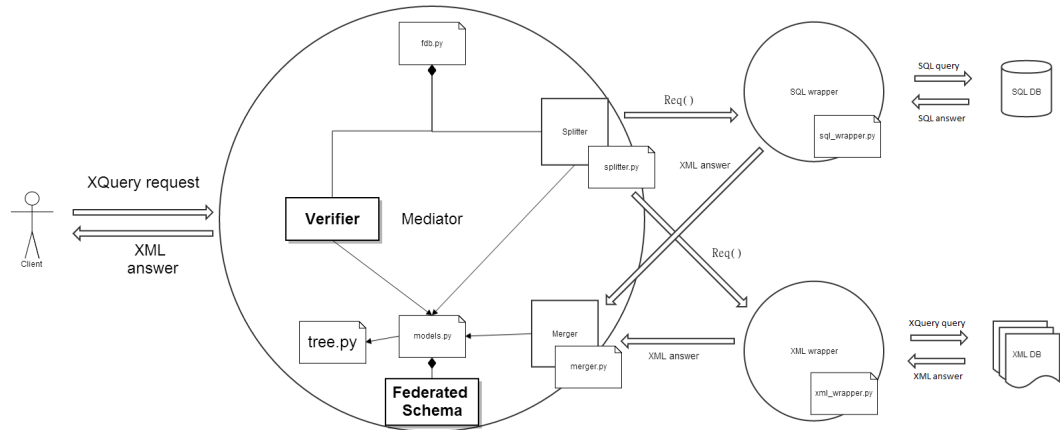 fdb.py
Splitter
splitter.py
Req()
SQL wrapper
sql_wrapper.py
SQL query
SQL answer
SQL DB
XQuery request
XML
answer
Client
Verifier
Mediator
XML answer
Req()
tree.py
models.py
Federated
Schema
Merger
merger.py
XML answer
XML wrapper
xml_wrapper.py
XQuery query
XML answer
XML DB